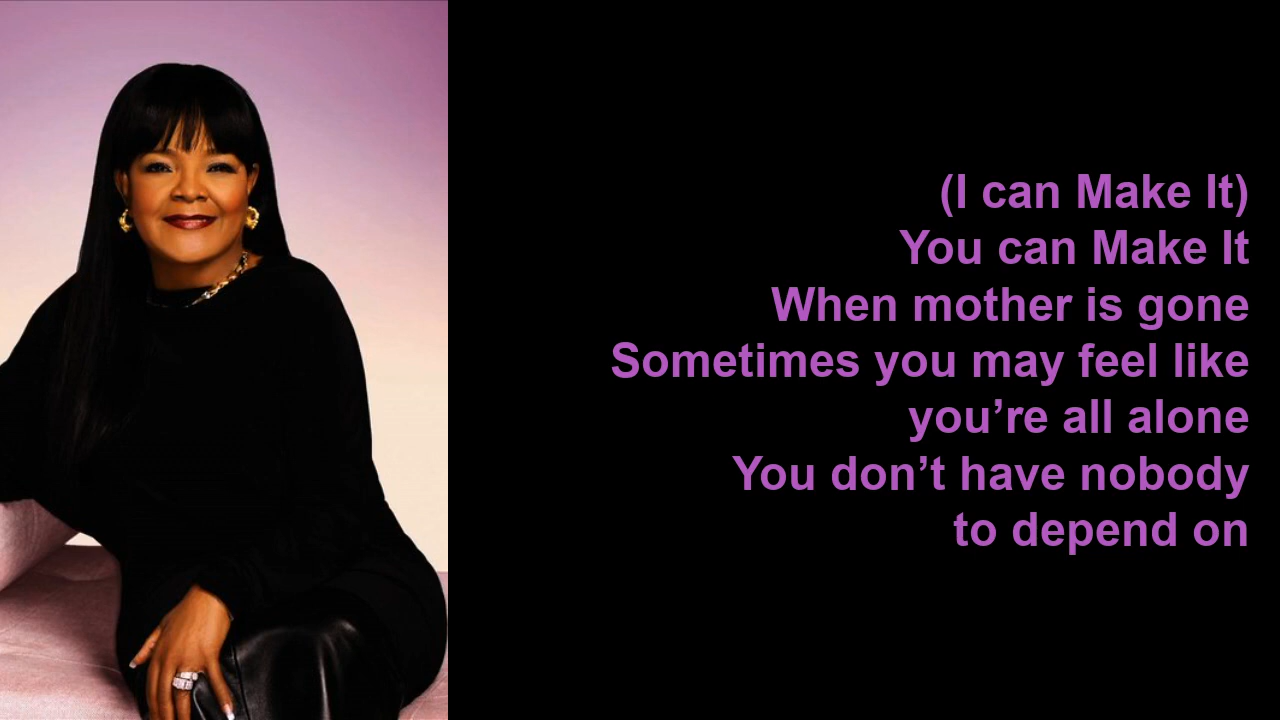 (I can Make It)
You can Make It
When mother is gone
Sometimes you may feel like
you’re all alone
You don’t have nobody
to depend on